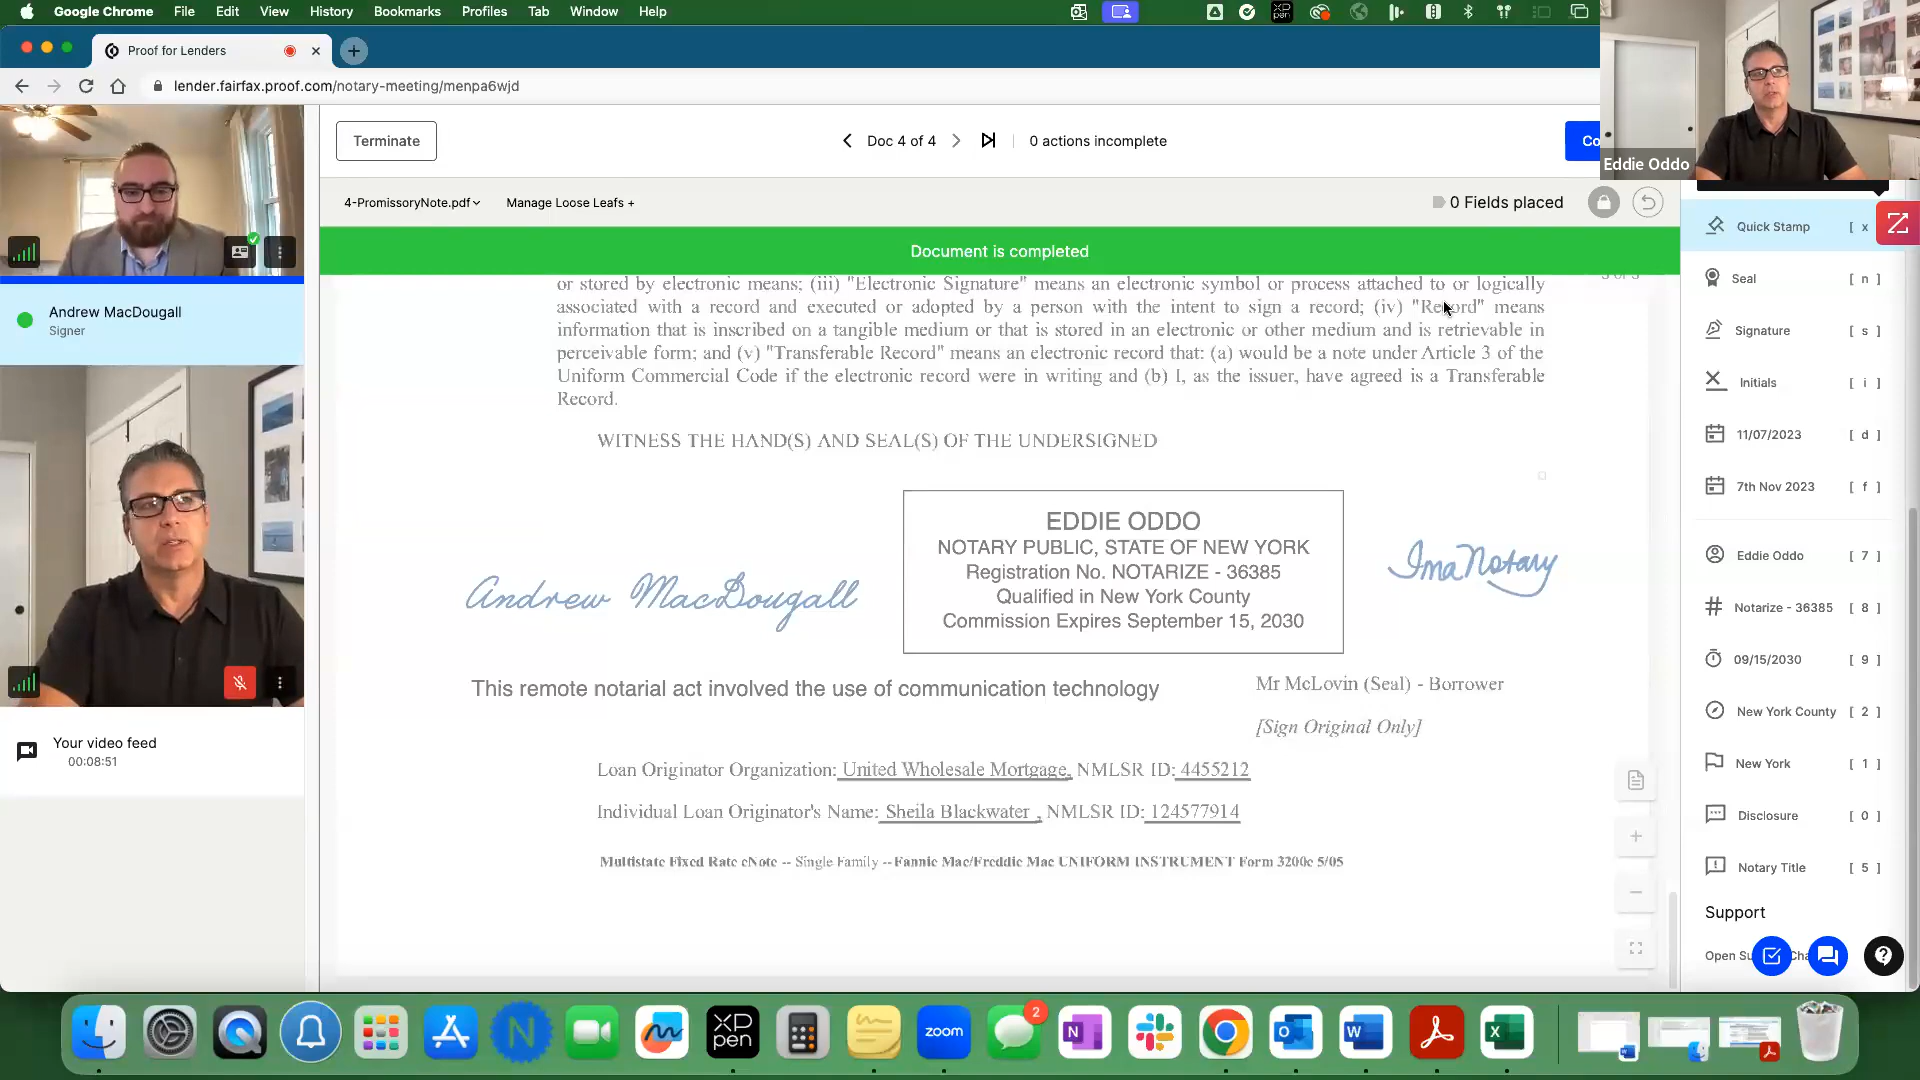 Google Chrome File Edit View History Bookmarks Profiles Tab Window Help
Proof for Lenders
lender.fairfax.proof.com/notary-meeting/menpa6wjd
Terminate
Doc 4 of 4
0 actions incomplete
Co
Eddie Oddo
4-PromissoryNote.pdf
Manage Loose Leafs +
0 Fields placed
Document is completed
or stored by electronic means; (iii) "Electronic Signature" means an electronic symbol or process attached to or logically
associated with a record and executed or adopted by a person with the intent to sign a record; (iv) "Record" means
information that is inscribed on a tangible medium or that is stored in an electronic or other medium and is retrievable in
perceivable form; and (v) "Transferable Record" means an electronic record that: (a) would be a note under Article 3 of the
Uniform Commercial Code if the electronic record were in writing and (b) I, as the issuer, have agreed is a Transferable
Record.
WITNESS THE HAND(S) AND SEAL(S) OF THE UNDERSIGNED
Andrew MacDougall
EDDIE ODDO
NOTARY PUBLIC, STATE OF NEW YORK
Registration No. NOTARIZE - 36385
Qualified in New York County
Commission Expires September 15, 2030
Ima Notary
This remote notarial act involved the use of communication technology
Mr McLovin (Seal) - Borrower
[Sign Original Only]
Loan Originator Organization: United Wholesale Mortgage, NMLSR ID: 4455212
Individual Loan Originator's Name: Sheila Blackwater , NMLSR ID: 124577914
Multistate Fixed Rate eNote -- Single Family -- Fannie Mae/Freddie Mac UNIFORM INSTRUMENT Form 3200e 5/05
Andrew MacDougall
Signer
Your video feed
00:08:51
Quick Stamp [ x
Seal [ n ]
Signature [ s ]
Initials [ i ]
11/07/2023 [ d ]
7th Nov 2023 [ f ]
Eddie Oddo [ 7 ]
Notarize - 36385 [ 8 ]
09/15/2030 [ 9 ]
New York County [ 2 ]
New York [ 1 ]
Disclosure [ 0 ]
Notary Title [ 5 ]
Support
Open Su Cha
2
N
XP pen
zoom
N
W
X